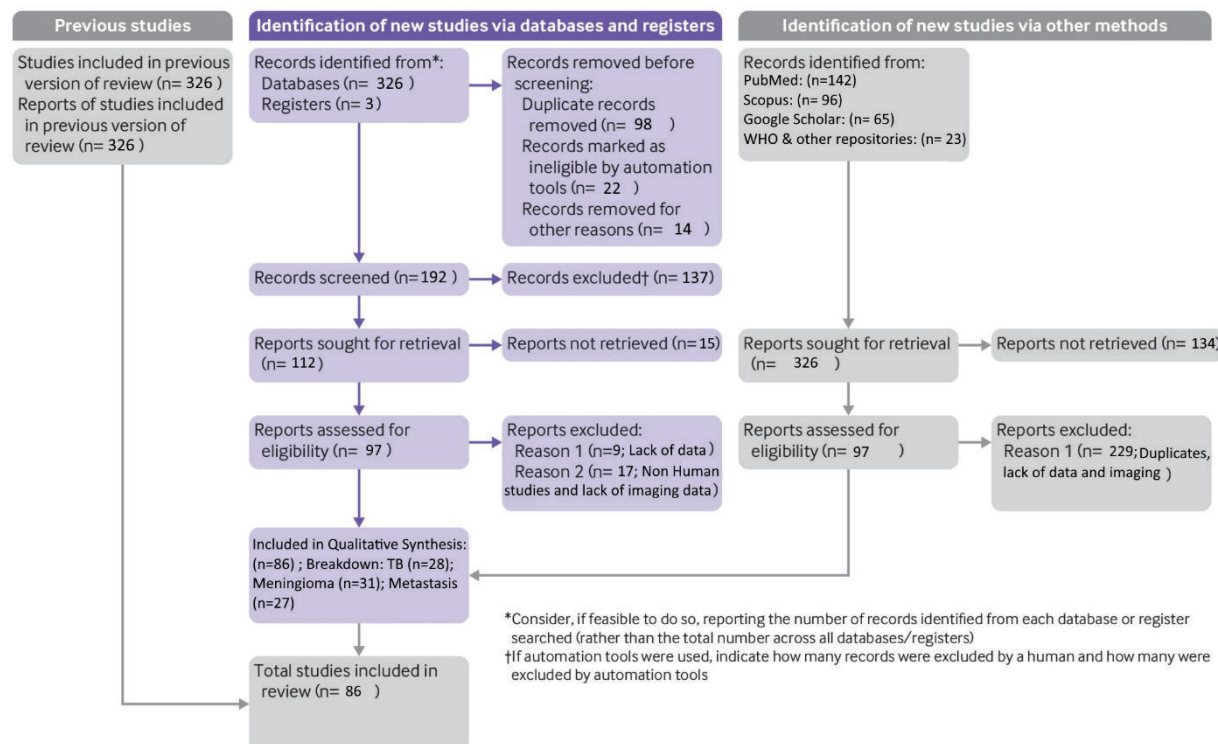 Previous studies
Studies included in previous
version of review (n= 326)
Reports of studies included
in previous version of
review (n= 326)
Identification of new studies via databases and registers
Records identified from*:
Databases (n= 326)
Registers (n= 3)
Records removed before
screening:
Duplicate records
removed (n= 98 )
Records marked as
ineligible by automation
tools (n= 22 )
Records removed for
other reasons (n= 14 )
Records screened (n=192 )
Records excluded† (n= 137)
Reports sought for retrieval
(n= 112)
Reports not retrieved (n=15)
Reports assessed for
eligibility (n= 97 )
Reports excluded:
Reason 1 (n=9; Lack of data )
Reason 2 (n= 17; Non Human
studies and lack of imaging data)
Included in Qualitative Synthesis:
(n=86) ; Breakdown: TB (n=28);
Meningioma (n=31); Metastasis
(n=27)
Total studies included in
review (n= 86 )
Identification of new studies via other methods
Records identified from:
PubMed: (n=142)
Scopus: (n= 96)
Google Scholar: (n= 65)
WHO & other repositories: (n= 23)
Reports sought for retrieval
(n= 326 )
Reports not retrieved (n= 134)
Reports assessed for
eligibility (n= 97 )
Reports excluded:
Reason 1 (n= 229; Duplicates,
lack of data and imaging )
*Consider, if feasible to do so, reporting the number of records identified from each database or register
searched (rather than the total number across all databases/registers)
†If automation tools were used, indicate how many records were excluded by a human and how many were
excluded by automation tools